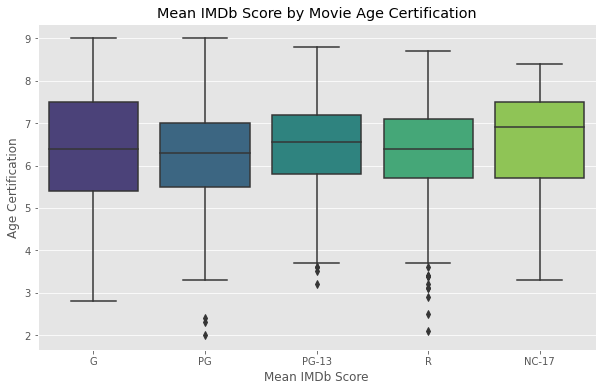 Mean IMDb Score by Movie Age Certification
Age Certification
9
8
7
6
5
4
3
2
G PG PG-13 R NC-17
Mean IMDb Score